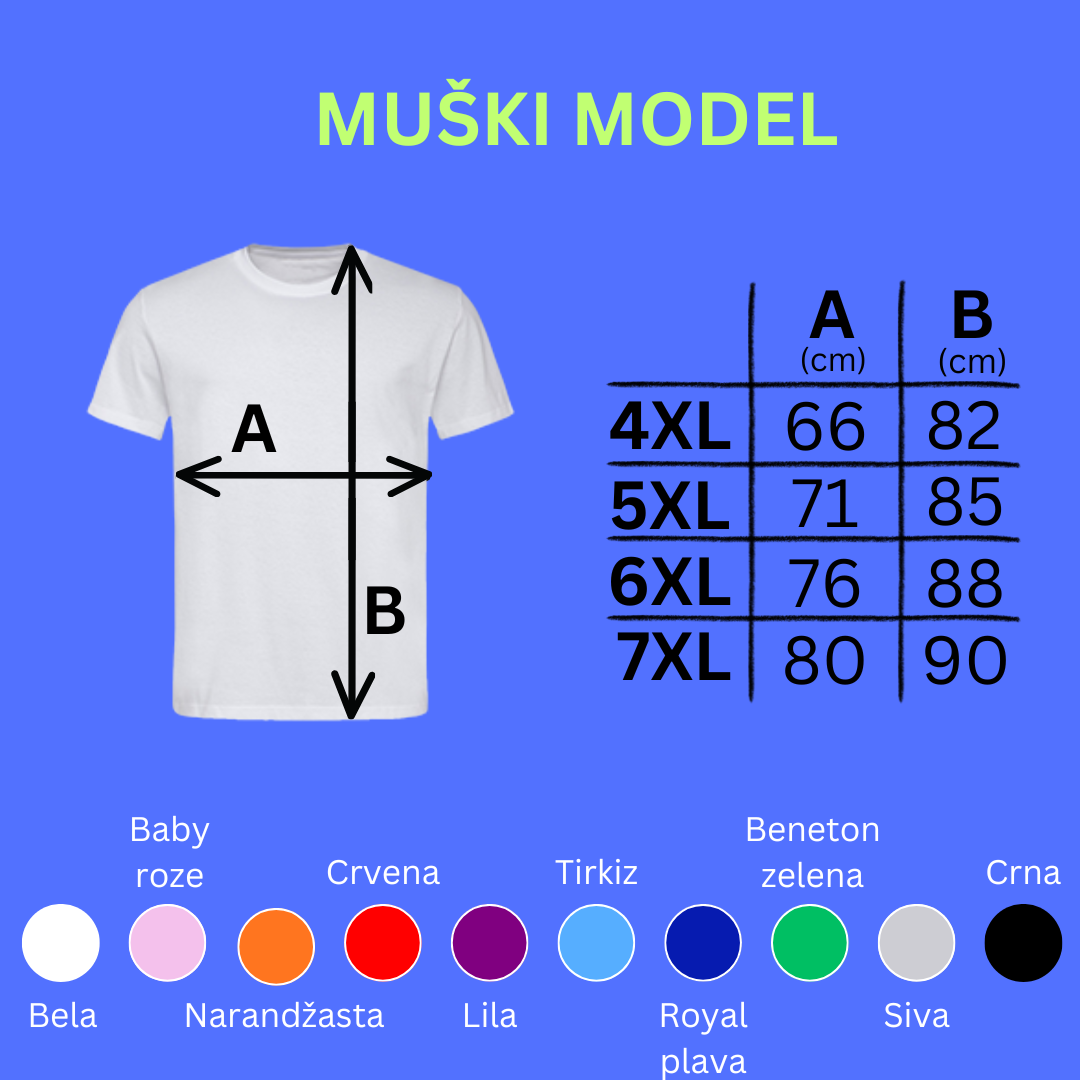 MUŠKI MODEL
A
B
A B
(cm) (cm)
4XL 66 82
5XL 71 85
6XL 76 88
7XL 80 90
Baby
roze
Crvena
Tirkiz
Beneton
zelena
Crna
Bela
Narandžasta
Lila
Royal
plava
Siva